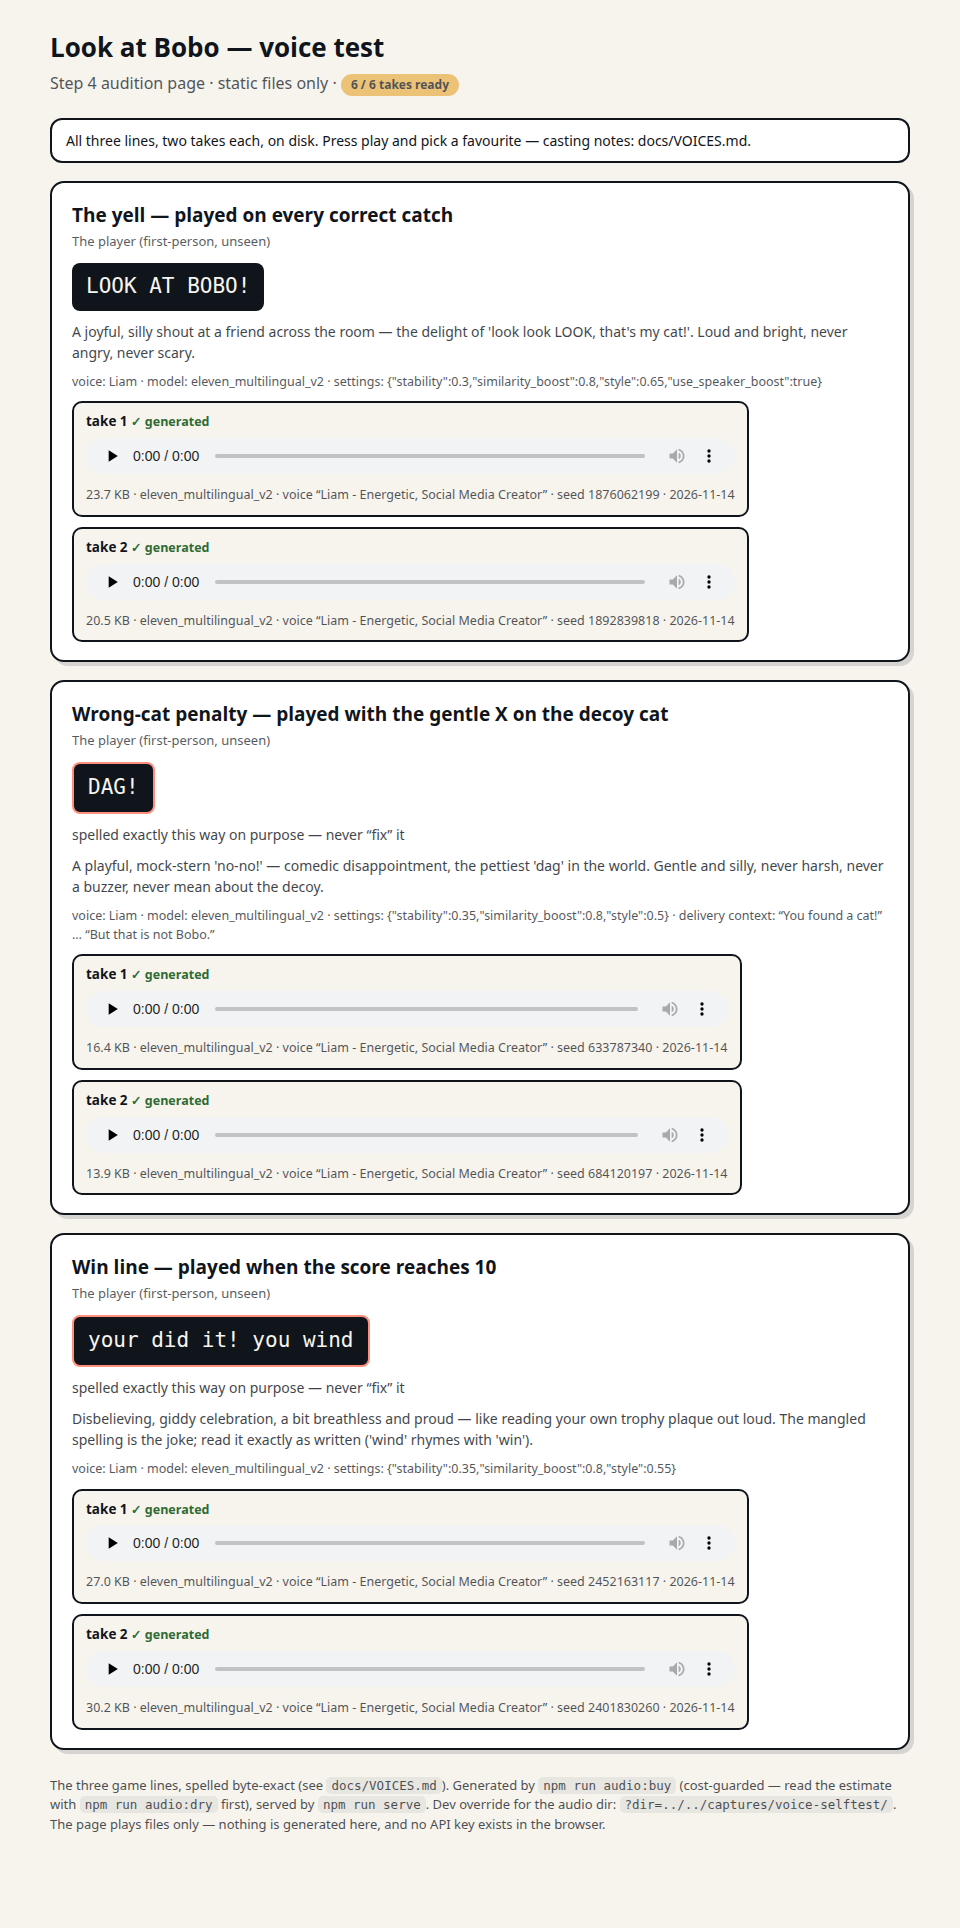 Look at Bobo — voice test
Step 4 audition page · static files only · 6 / 6 takes ready
All three lines, two takes each, on disk. Press play and pick a favourite — casting notes: docs/VOICES.md.
The yell — played on every correct catch
The player (first-person, unseen)
LOOK AT BOBO!
A joyful, silly shout at a friend across the room — the delight of 'look look LOOK, that's my cat!'. Loud and bright, never
angry, never scary.
voice: Liam · model: eleven_multilingual_v2 · settings: {"stability":0.3,"similarity_boost":0.8,"style":0.65,"use_speaker_boost":true}
take 1 ✓ generated
0:00 / 0:00
23.7 KB · eleven_multilingual_v2 · voice “Liam - Energetic, Social Media Creator” · seed 1876062199 · 2026-11-14
take 2 ✓ generated
0:00 / 0:00
20.5 KB · eleven_multilingual_v2 · voice “Liam - Energetic, Social Media Creator” · seed 1892839818 · 2026-11-14
Wrong-cat penalty — played with the gentle X on the decoy cat
The player (first-person, unseen)
DAG!
spelled exactly this way on purpose — never “fix” it
A playful, mock-stern 'no-no!' — comedic disappointment, the pettiest 'dag' in the world. Gentle and silly, never harsh, never
a buzzer, never mean about the decoy.
voice: Liam · model: eleven_multilingual_v2 · settings: {"stability":0.35,"similarity_boost":0.8,"style":0.5} · delivery context: “You found a cat!”
... “But that is not Bobo.”
take 1 ✓ generated
0:00 / 0:00
16.4 KB · eleven_multilingual_v2 · voice “Liam - Energetic, Social Media Creator” · seed 633787340 · 2026-11-14
take 2 ✓ generated
0:00 / 0:00
13.9 KB · eleven_multilingual_v2 · voice “Liam - Energetic, Social Media Creator” · seed 684120197 · 2026-11-14
Win line — played when the score reaches 10
The player (first-person, unseen)
your did it! you wind
spelled exactly this way on purpose — never “fix” it
Disbelieving, giddy celebration, a bit breathless and proud — like reading your own trophy plaque out loud. The mangled
spelling is the joke; read it exactly as written ('wind' rhymes with 'win').
voice: Liam · model: eleven_multilingual_v2 · settings: {"stability":0.35,"similarity_boost":0.8,"style":0.55}
take 1 ✓ generated
0:00 / 0:00
27.0 KB · eleven_multilingual_v2 · voice “Liam - Energetic, Social Media Creator” · seed 2452163117 · 2026-11-14
take 2 ✓ generated
0:00 / 0:00
30.2 KB · eleven_multilingual_v2 · voice “Liam - Energetic, Social Media Creator” · seed 2401830260 · 2026-11-14
The three game lines, spelled byte-exact (see docs/VOICES.md). Generated by npm run audio:buy (cost-guarded — read the estimate
with npm run audio:dry first), served by npm run serve. Dev override for the audio dir: ?dir=../../captures/voice-selftest/.
The page plays files only — nothing is generated here, and no API key exists in the browser.